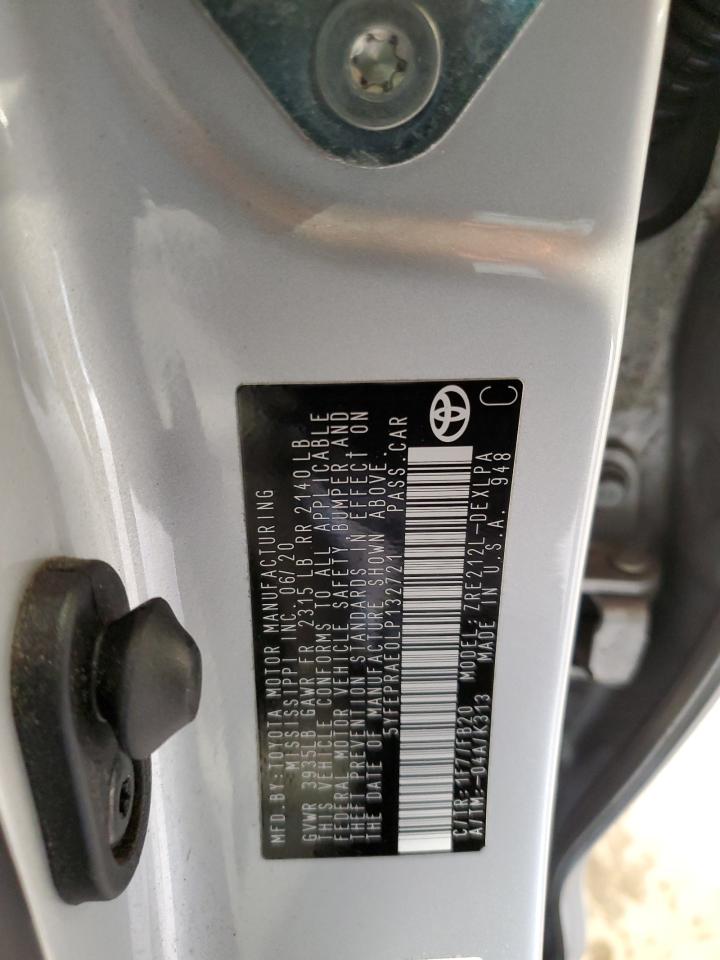 MFD. BY: TOYOTA MOTOR MANUFACTURING
MISSISSIPPI INC. 06/20
GVWR 3935LB GAWR FR 2315 LB RR 2140 LB
THIS VEHICLE CONFORMS TO ALL APPLICABLE
FEDERAL MOTOR VEHICLE SAFETY, BUMPER, AND
THEFT PREVENTION STANDARDS IN EFFECT ON
THE DATE OF MANUFACTURE SHOWN ABOVE.
5YFEPRAE0LP132721 PASS. CAR
C/TR: 1F7/FB20 MODEL: ZRE212L-DEXLPA
A/TM: -04A/K313 MADE IN U.S.A. 948 C